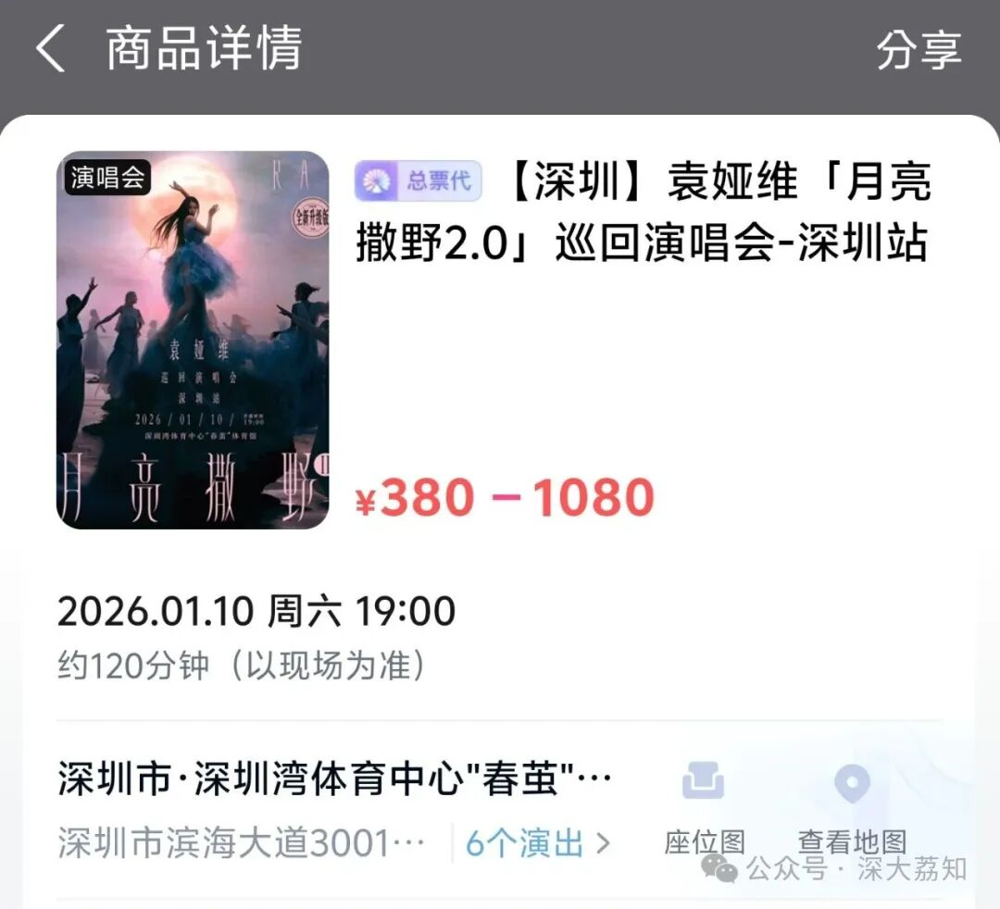 商品详情
分享
演唱会
R A
全新升级版
袁娅维
巡回演唱会
深圳站
2026 / 01 / 10 /
19:00
深圳湾体育中心"春茧"体育馆
月亮撒野
II
总票代
【深圳】袁娅维「月亮
撒野2.0」巡回演唱会-深圳站
¥380 – 1080
2026.01.10 周六 19:00
约120分钟（以现场为准）
深圳市·深圳湾体育中心"春茧"…
深圳市滨海大道3001…
6个演出 >
座位图
查看地图
公众号 · 深大荔知